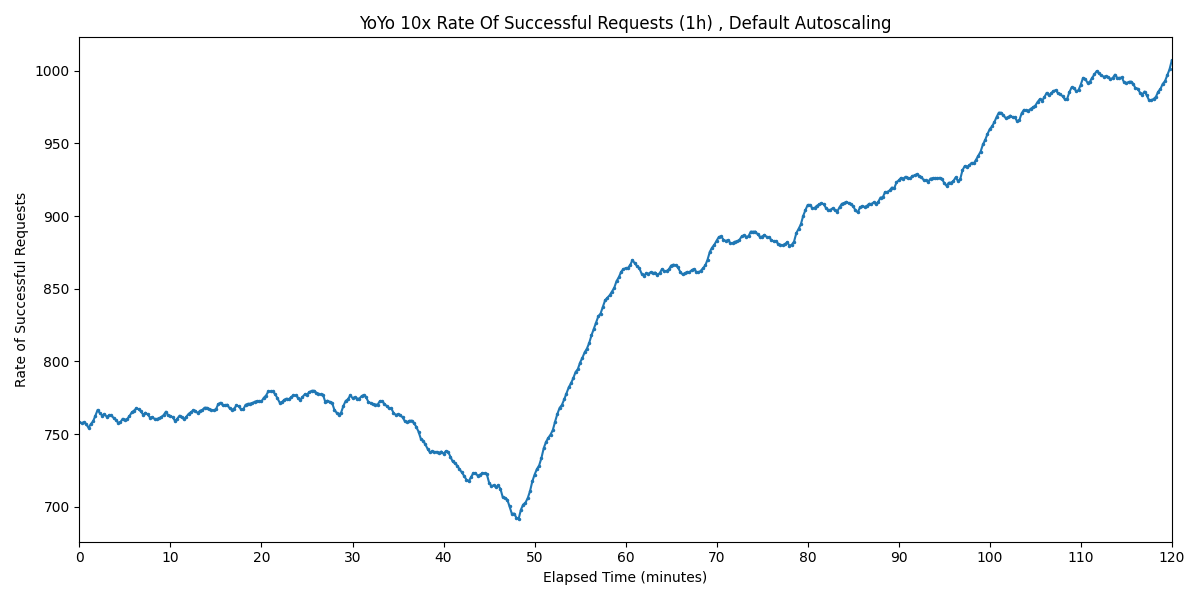 YoYo 10x Rate Of Successful Requests (1h) , Default Autoscaling
1000
950
900
850
800
750
700
Rate of Successful Requests
0 10 20 30 40 50 60 70 80 90 100 110 120
Elapsed Time (minutes)